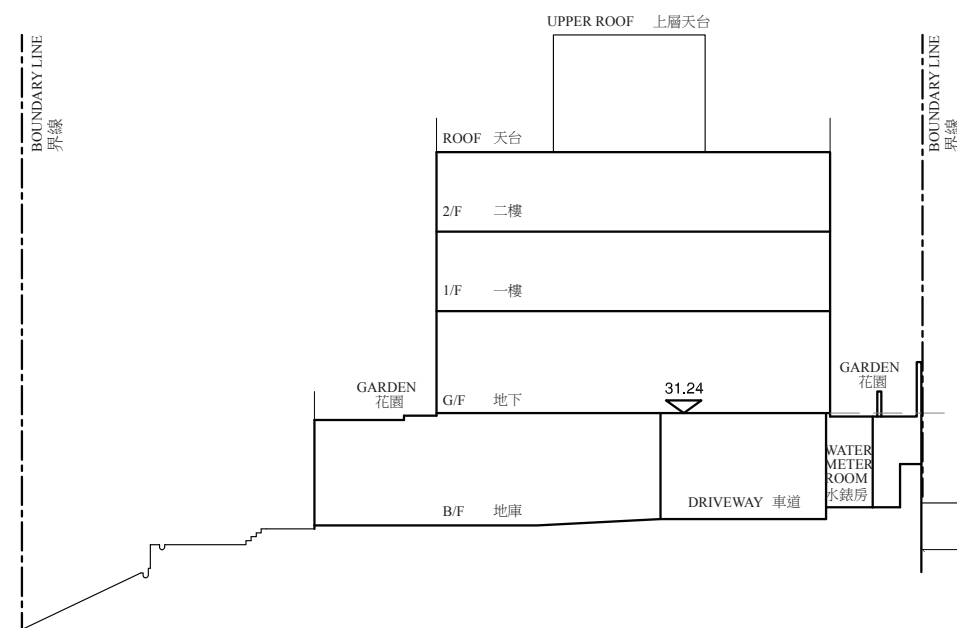 UPPER ROOF 上層天台
BOUNDARY LINE
界線
BOUNDARY LINE
界線
ROOF 天台
2/F 二樓
1/F 一樓
GARDEN
花園
GARDEN
花園
31.24
G/F 地下
WATER
METER
ROOM
水錶房
B/F 地庫
DRIVEWAY 車道